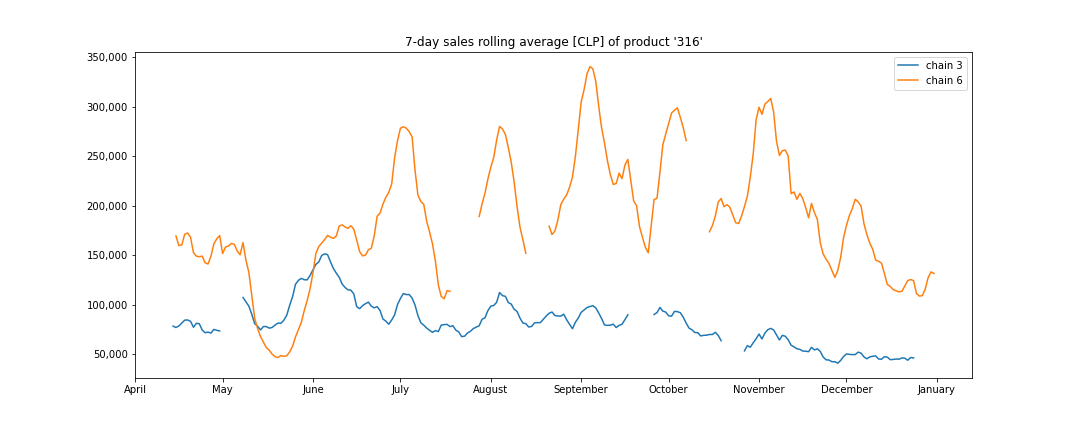 7-day sales rolling average [CLP] of product '316'
350,000
300,000
250,000
200,000
150,000
100,000
50,000
chain 3
chain 6
April May June July August September October November December January